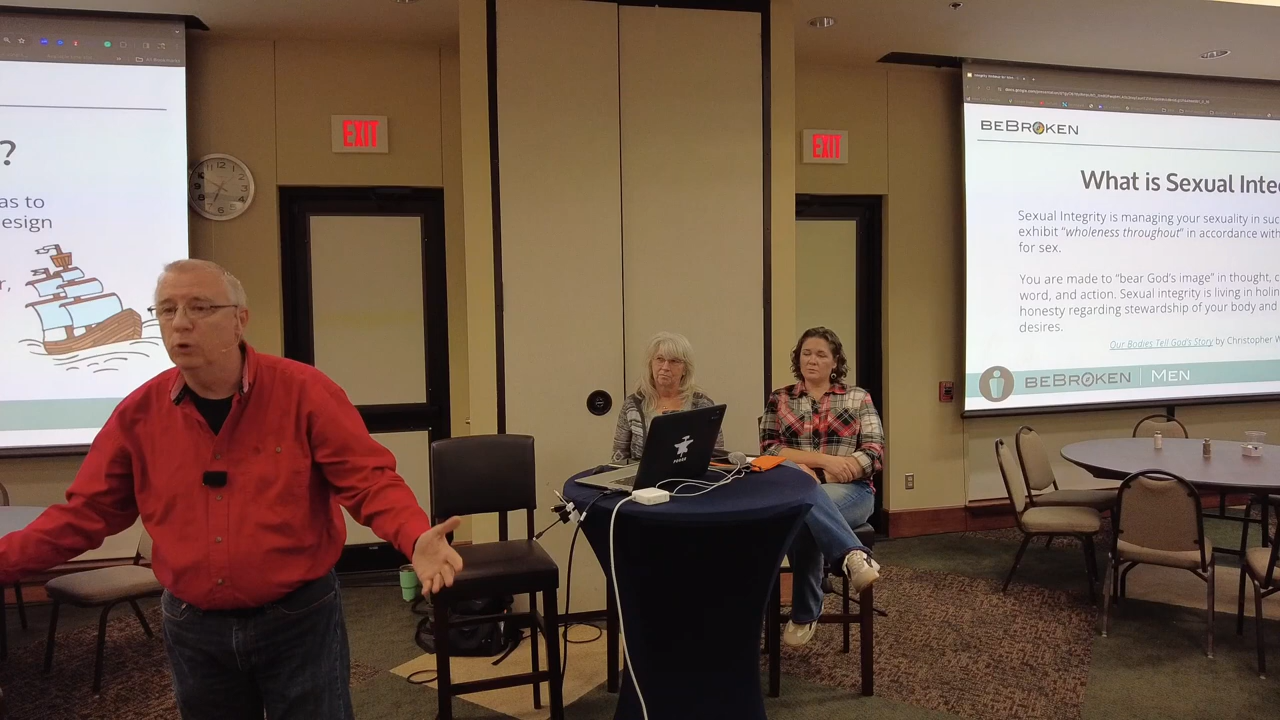 ?
as to
esign
r,
EXIT
EXIT
BEBROKEN
What is Sexual Inte
Sexual Integrity is managing your sexuality in suc
exhibit "wholeness throughout" in accordance with
for sex.
You are made to "bear God's image" in thought, c
word, and action. Sexual integrity is living in holin
honesty regarding stewardship of your body and
desires.
Our Bodies Tell God's Story by Christopher W
BEBROKEN | MEN